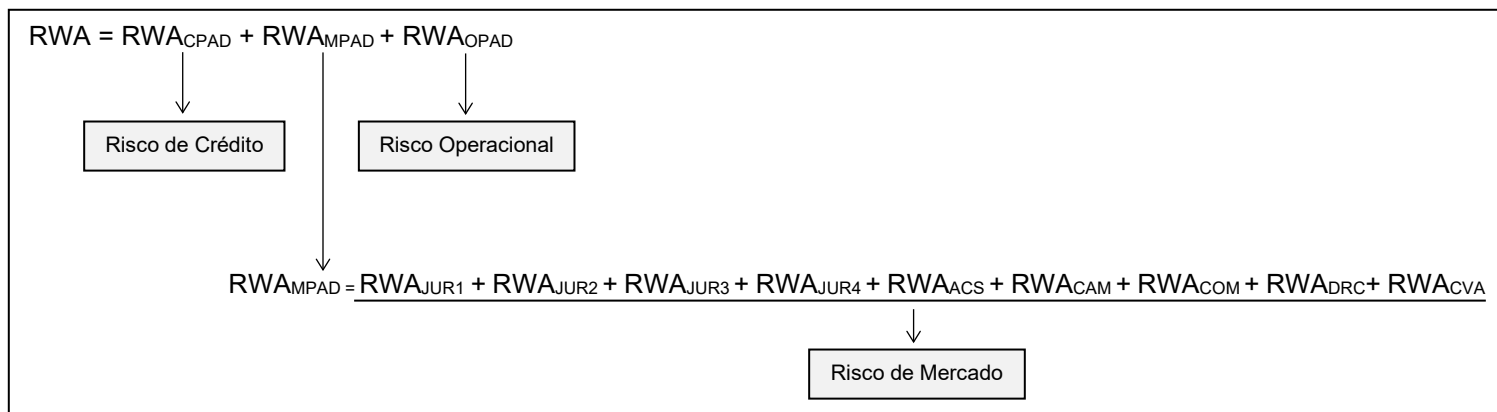 RWA = RWACPAD + RWAMPAD + RWAOPAD
Risco de Crédito
Risco Operacional
RWAMPAD = RWAJUR1 + RWAJUR2 + RWAJUR3 + RWAJUR4 + RWAACS + RWACAM + RWACOM + RWADRC+ RWACVA
Risco de Mercado